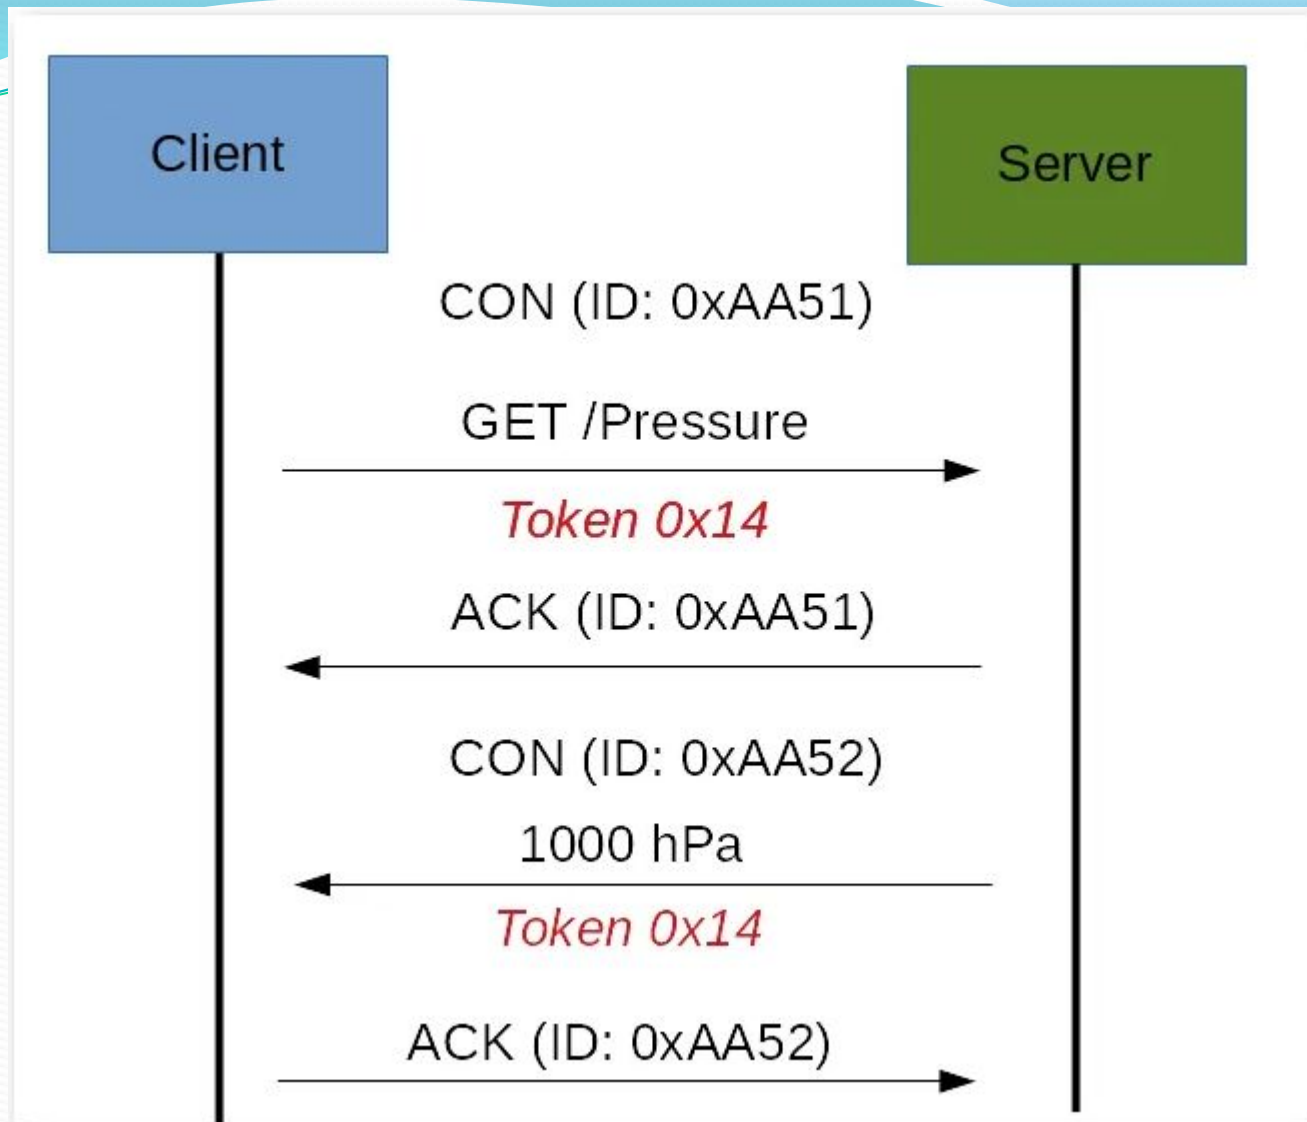 Client
Server
CON (ID: 0xAA51)
GET /Pressure
Token 0x14
ACK (ID: 0xAA51)
CON (ID: 0xAA52)
1000 hPa
Token 0x14
ACK (ID: 0xAA52)